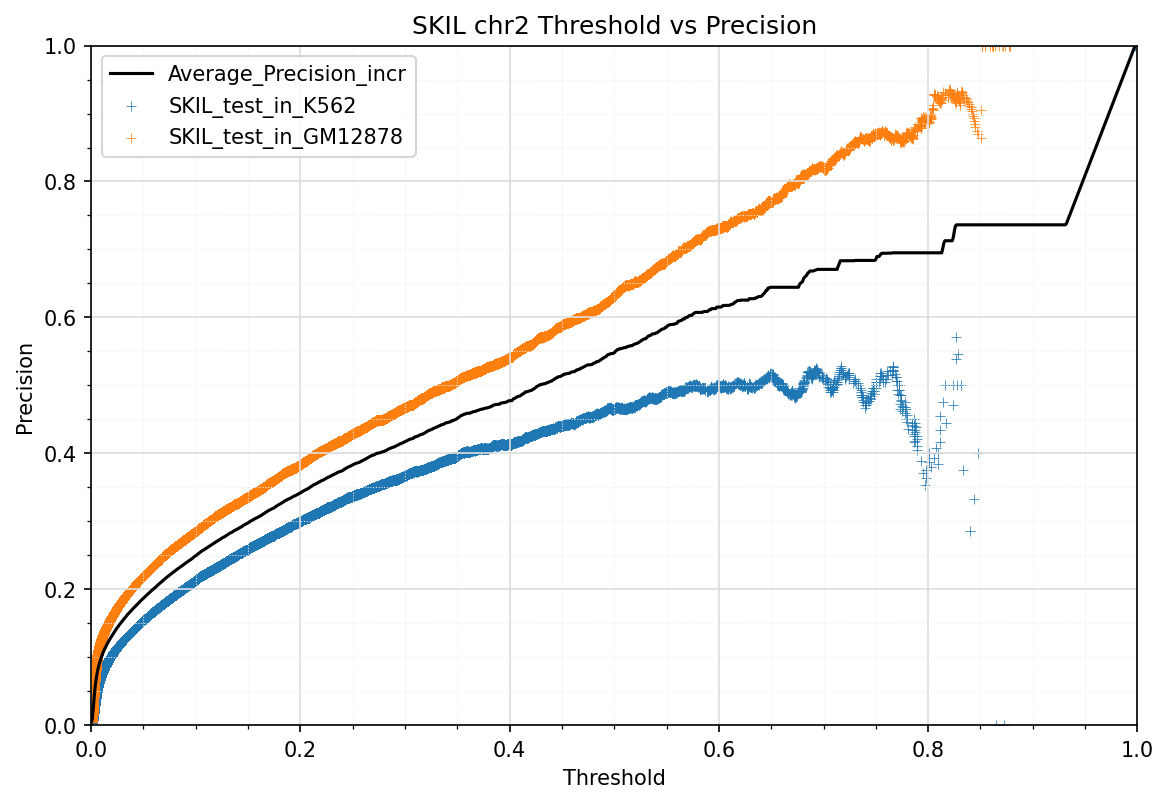 SKIL chr2 Threshold vs Precision
Average_Precision_incr
SKIL_test_in_K562
SKIL_test_in_GM12878
Precision
1.0
0.8
0.6
0.4
0.2
0.0
0.0 0.2 0.4 0.6 0.8 1.0
Threshold